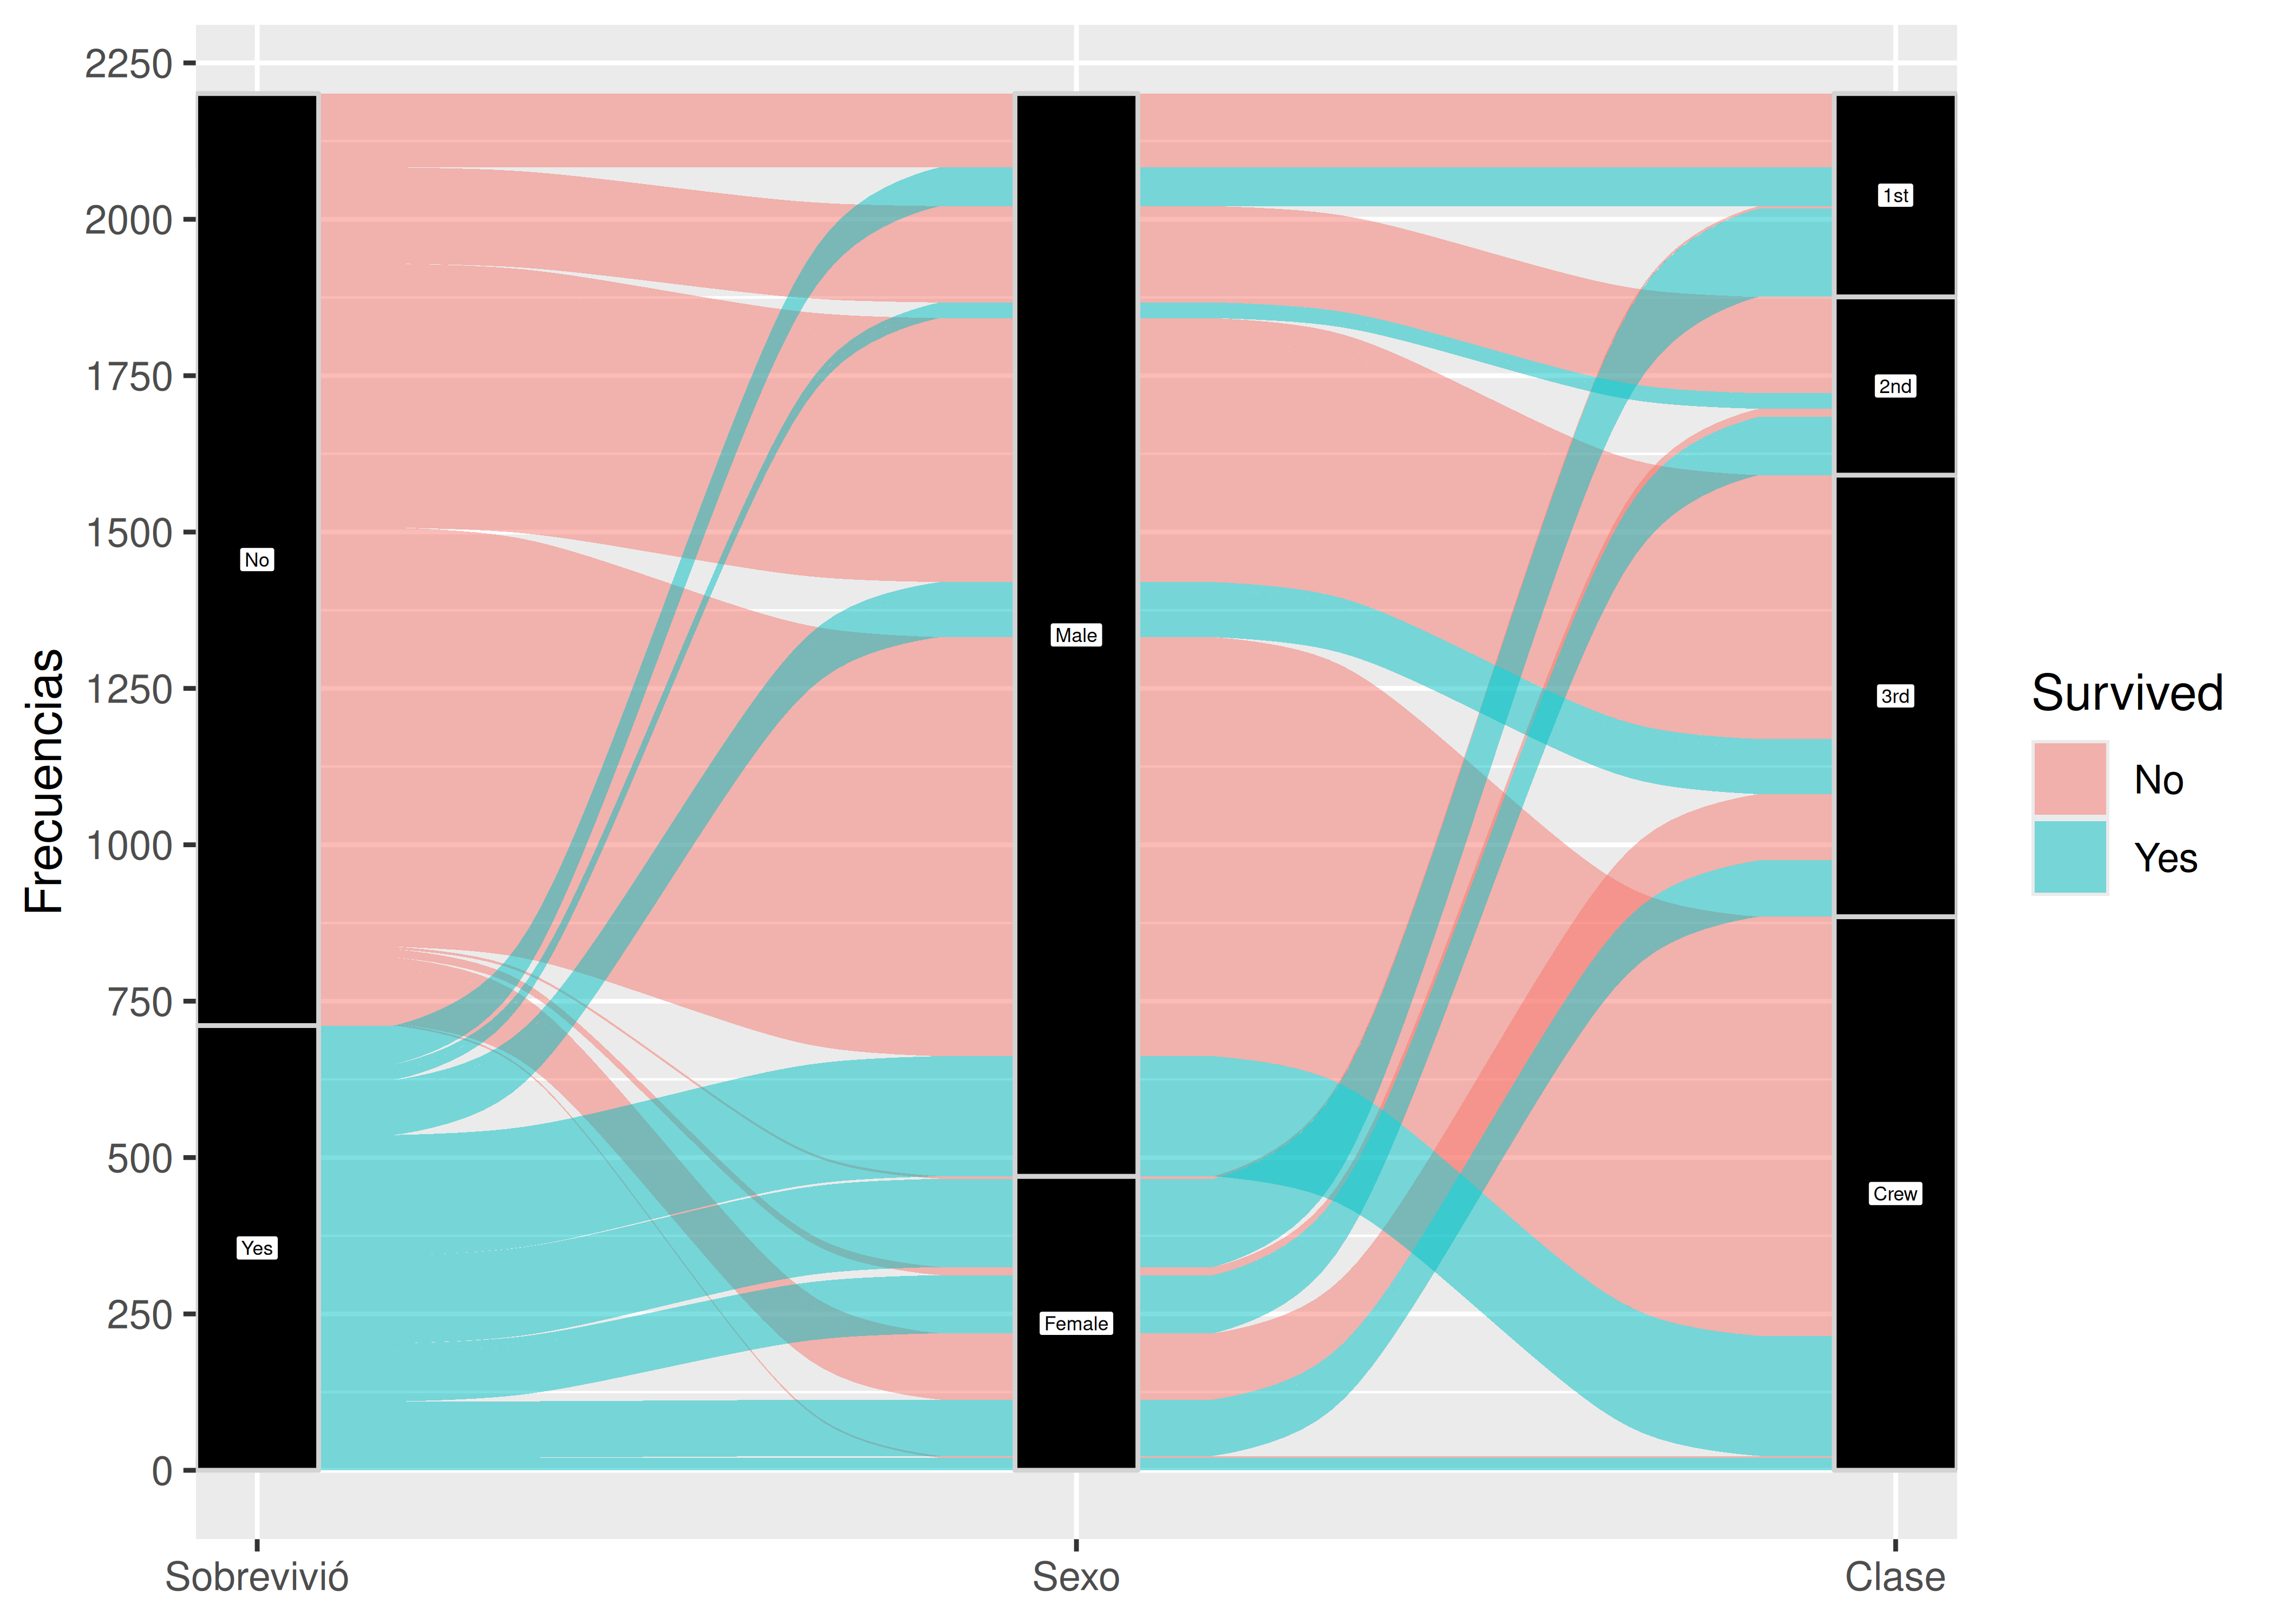 Frecuencias
2250
2000
1750
1500
1250
1000
750
500
250
0
No
Yes
Male
Female
1st
2nd
3rd
Crew
Sobrevivió
Sexo
Clase
Survived
No
Yes